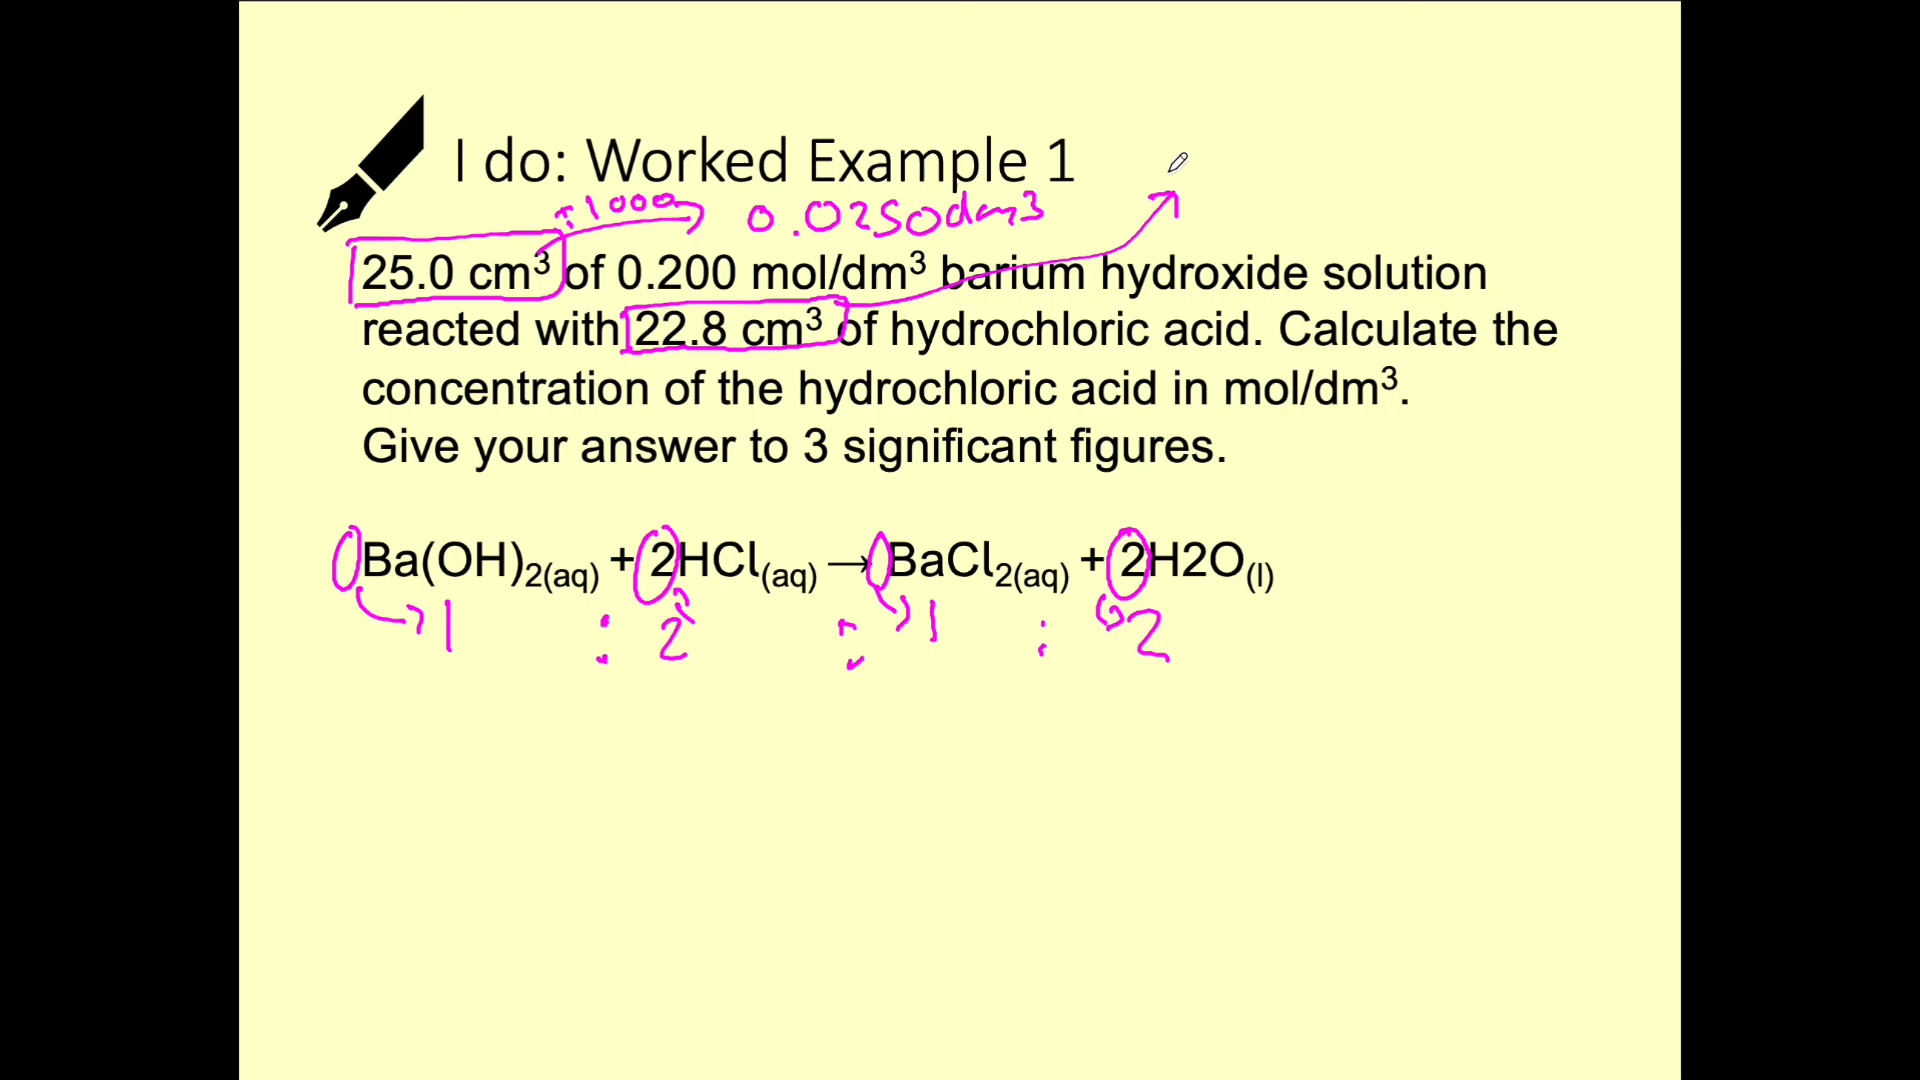 I do: Worked Example 1
÷1000 0.0250dm³
25.0 cm³ of 0.200 mol/dm³ barium hydroxide solution
reacted with 22.8 cm³ of hydrochloric acid. Calculate the
concentration of the hydrochloric acid in mol/dm³.
Give your answer to 3 significant figures.
Ba(OH)₂(aq) + 2HCl(aq) → BaCl₂(aq) + 2H2O(l)
1 : 2 : 1 : 2